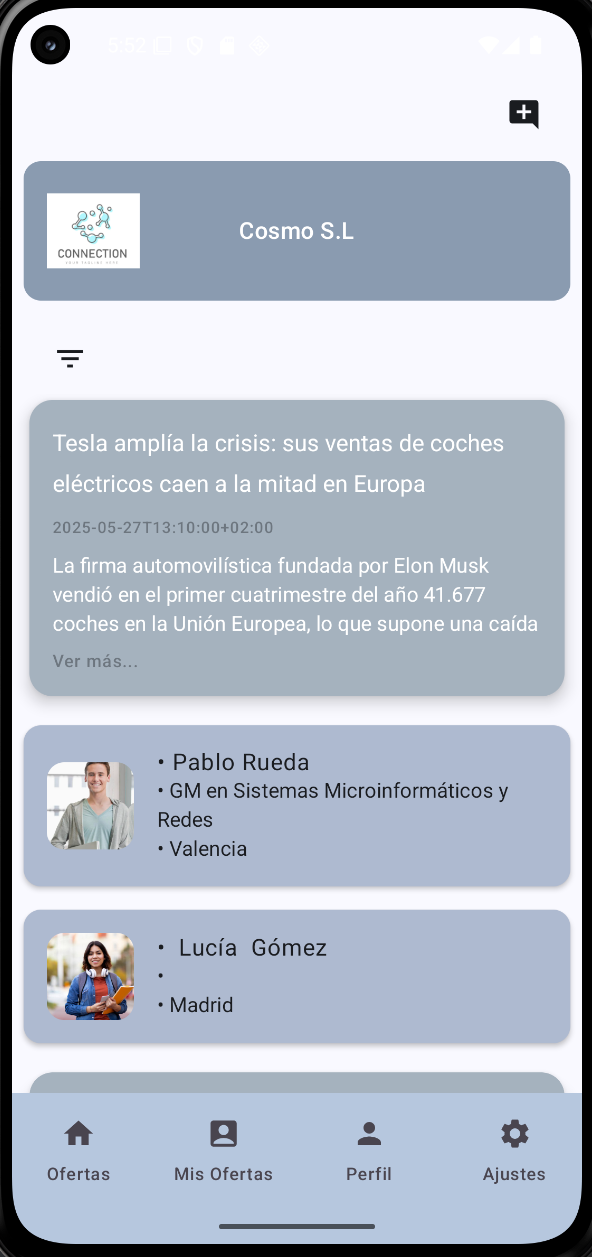 5:52
CONNECTION
Cosmo S.L
Tesla amplía la crisis: sus ventas de coches
eléctricos caen a la mitad en Europa
2025-05-27T13:10:00+02:00
La firma automovilística fundada por Elon Musk
vendió en el primer cuatrimestre del año 41.677
coches en la Unión Europea, lo que supone una caída
Ver más...
• Pablo Rueda
• GM en Sistemas Microinformáticos y
Redes
• Valencia
• Lucía Gómez
•
• Madrid
Ofertas
Mis Ofertas
Perfil
Ajustes